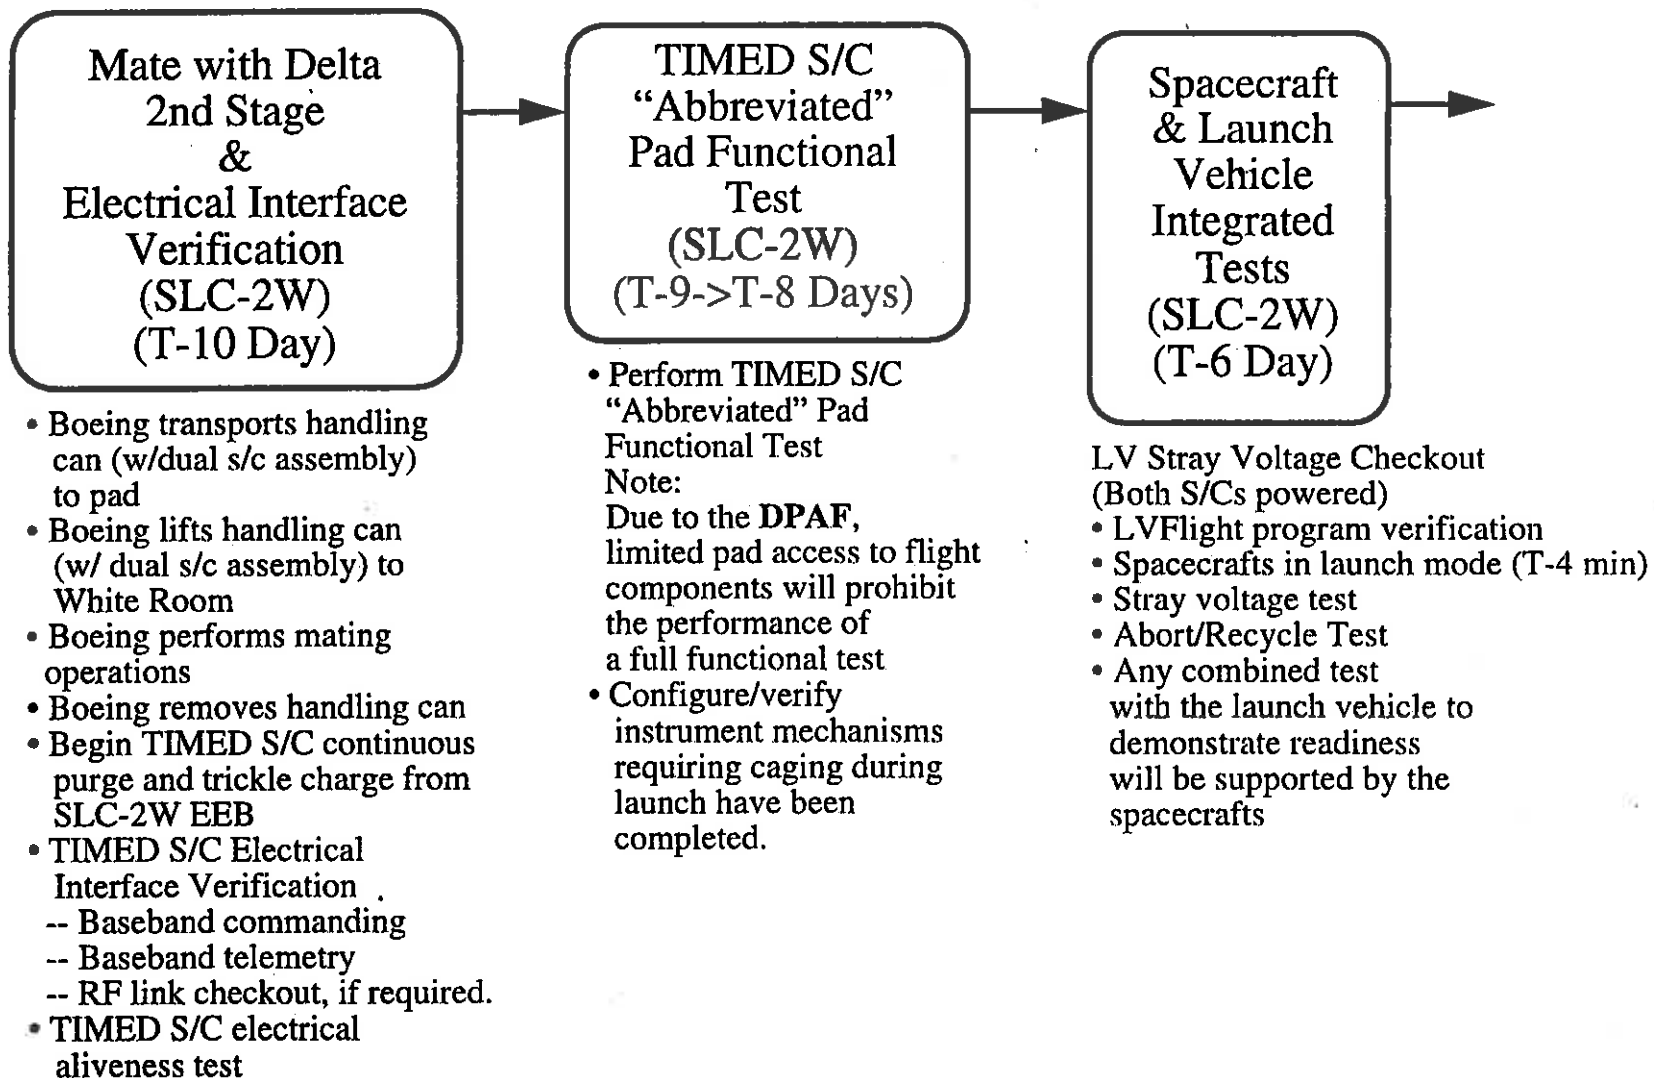 Mate with Delta
2nd Stage
&
Electrical Interface
Verification
(SLC-2W)
(T-10 Day)
• Boeing transports handling
can (w/dual s/c assembly)
to pad
• Boeing lifts handling can
(w/ dual s/c assembly) to
White Room
• Boeing performs mating
operations
• Boeing removes handling can
• Begin TIMED S/C continuous
purge and trickle charge from
SLC-2W EEB
• TIMED S/C Electrical
Interface Verification
-- Baseband commanding
-- Baseband telemetry
-- RF link checkout, if required.
• TIMED S/C electrical
aliveness test
TIMED S/C
“Abbreviated”
Pad Functional
Test
(SLC-2W)
(T-9->T-8 Days)
• Perform TIMED S/C
“Abbreviated” Pad
Functional Test
Note:
Due to the DPAF,
limited pad access to flight
components will prohibit
the performance of
a full functional test
• Configure/verify
instrument mechanisms
requiring caging during
launch have been
completed.
Spacecraft
& Launch
Vehicle
Integrated
Tests
(SLC-2W)
(T-6 Day)
LV Stray Voltage Checkout
(Both S/Cs powered)
• LVFlight program verification
• Spacecrafts in launch mode (T-4 min)
• Stray voltage test
• Abort/Recycle Test
• Any combined test
with the launch vehicle to
demonstrate readiness
will be supported by the
spacecrafts